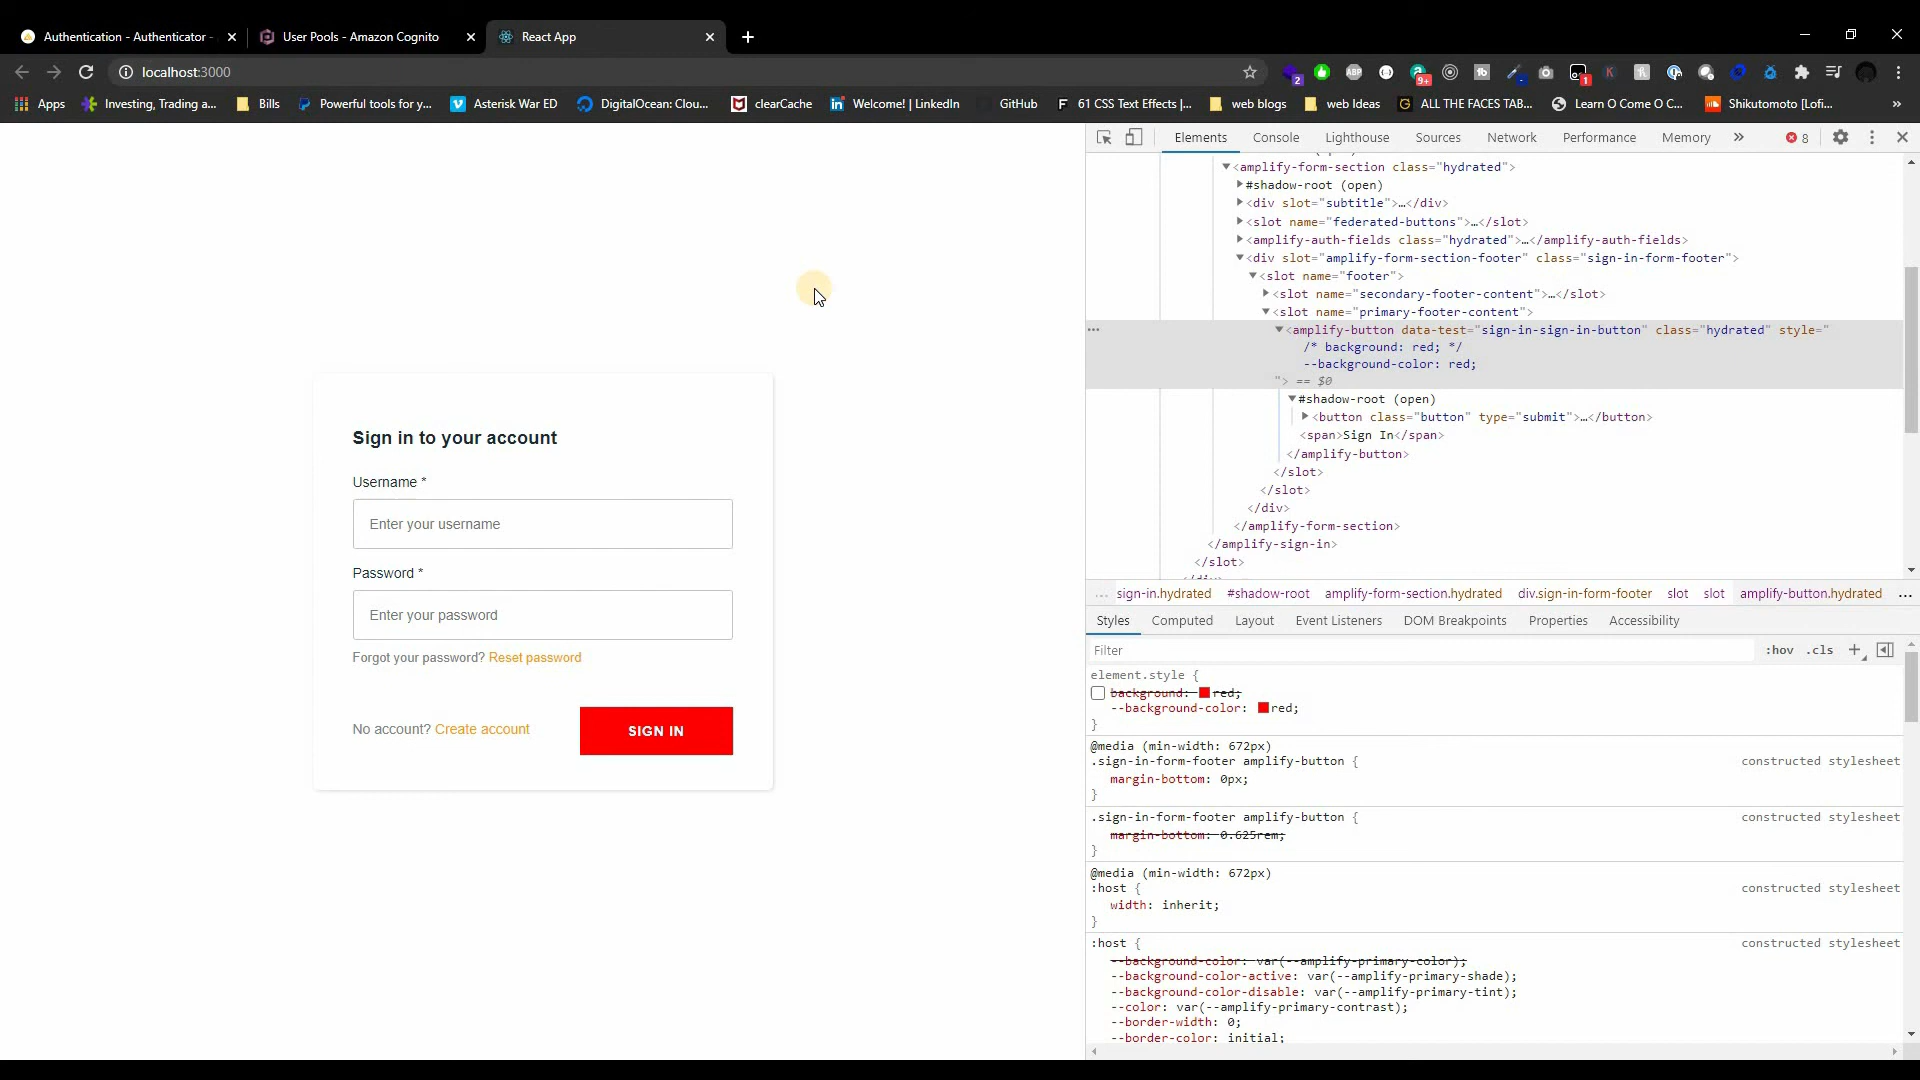 Authentication - Authenticator -
User Pools - Amazon Cognito
React App
localhost:3000
2
ABP
9+
1
Apps
Investing, Trading a...
Bills
Powerful tools for y...
Asterisk War ED
DigitalOcean: Clou...
clearCache
Welcome! | LinkedIn
GitHub
61 CSS Text Effects |...
web blogs
web Ideas
ALL THE FACES TAB...
Learn O Come O C...
Shikutomoto [Lofi...
»
Elements
Console
Lighthouse
Sources
Network
Performance
Memory
»
8
<amplify-form-section class="hydrated">
#shadow-root (open)
<div slot="subtitle">…</div>
<slot name="federated-buttons">…</slot>
<amplify-auth-fields class="hydrated">…</amplify-auth-fields>
<div slot="amplify-form-section-footer" class="sign-in-form-footer">
<slot name="footer">
<slot name="secondary-footer-content">…</slot>
<slot name="primary-footer-content">
<amplify-button data-test="sign-in-sign-in-button" class="hydrated" style="
/* background: red; */
--background-color: red;
"> == $0
#shadow-root (open)
<button class="button" type="submit">…</button>
<span>Sign In</span>
</amplify-button>
</slot>
</slot>
</div>
</amplify-form-section>
</amplify-sign-in>
</slot>
... sign-in.hydrated #shadow-root amplify-form-section.hydrated div.sign-in-form-footer slot slot amplify-button.hydrated ...
Styles
Computed
Layout
Event Listeners
DOM Breakpoints
Properties
Accessibility
Filter
:hov .cls +
element.style {
background: red;
--background-color: red;
}
@media (min-width: 672px)
.sign-in-form-footer amplify-button {
constructed stylesheet
margin-bottom: 0px;
}
.sign-in-form-footer amplify-button {
constructed stylesheet
margin-bottom: 0.625rem;
}
@media (min-width: 672px)
:host {
constructed stylesheet
width: inherit;
}
:host {
constructed stylesheet
--background-color: var(--amplify-primary-color);
--background-color-active: var(--amplify-primary-shade);
--background-color-disable: var(--amplify-primary-tint);
--color: var(--amplify-primary-contrast);
--border-width: 0;
--border-color: initial;
Sign in to your account
Username *
Enter your username
Password *
Enter your password
Forgot your password? Reset password
No account? Create account
SIGN IN